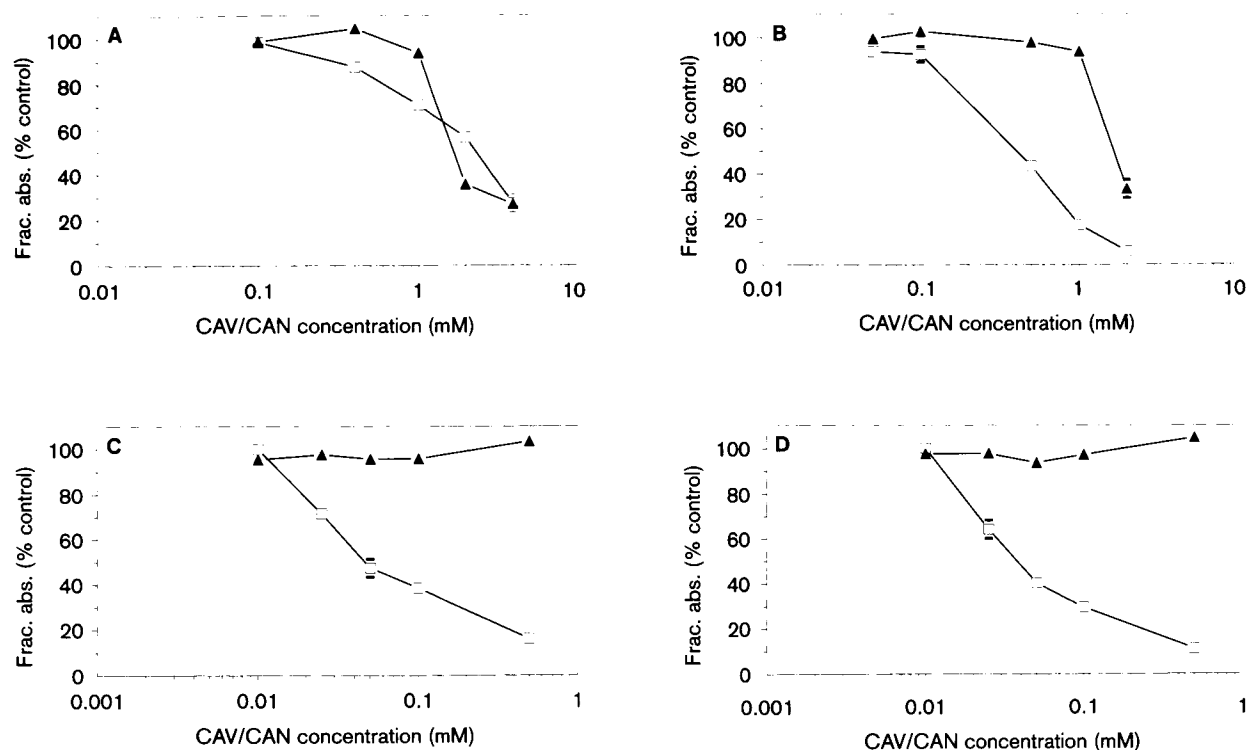 A
Frac. abs. (% control)
100
80
60
40
20
0
0.01 0.1 1 10
CAV/CAN concentration (mM)
B
Frac. abs. (% control)
100
80
60
40
20
0
0.01 0.1 1 10
CAV/CAN concentration (mM)
C
Frac. abs. (% control)
100
80
60
40
20
0
0.001 0.01 0.1 1
CAV/CAN concentration (mM)
D
Frac. abs. (% control)
100
80
60
40
20
0
0.001 0.01 0.1 1
CAV/CAN concentration (mM)